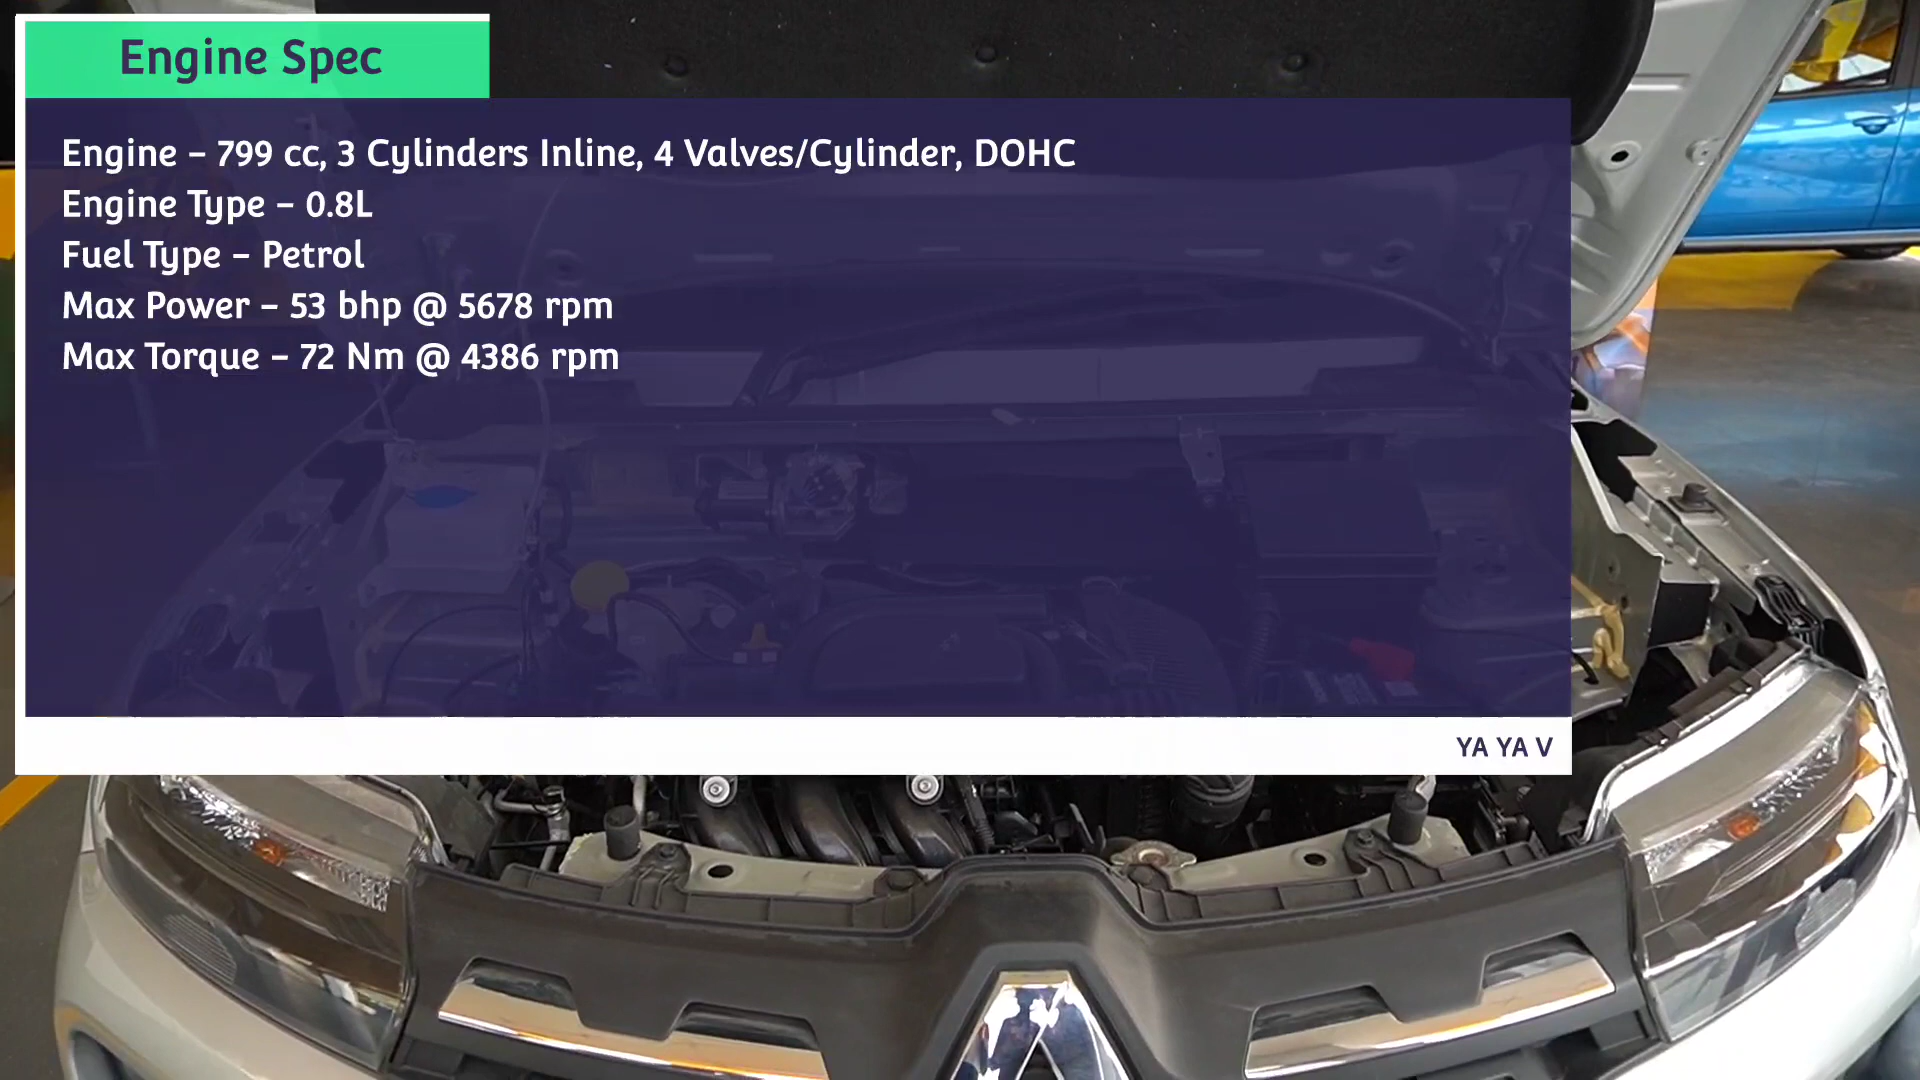 Engine Spec
Engine – 799 cc, 3 Cylinders Inline, 4 Valves/Cylinder, DOHC
Engine Type – 0.8L
Fuel Type – Petrol
Max Power – 53 bhp @ 5678 rpm
Max Torque – 72 Nm @ 4386 rpm
YA YA V